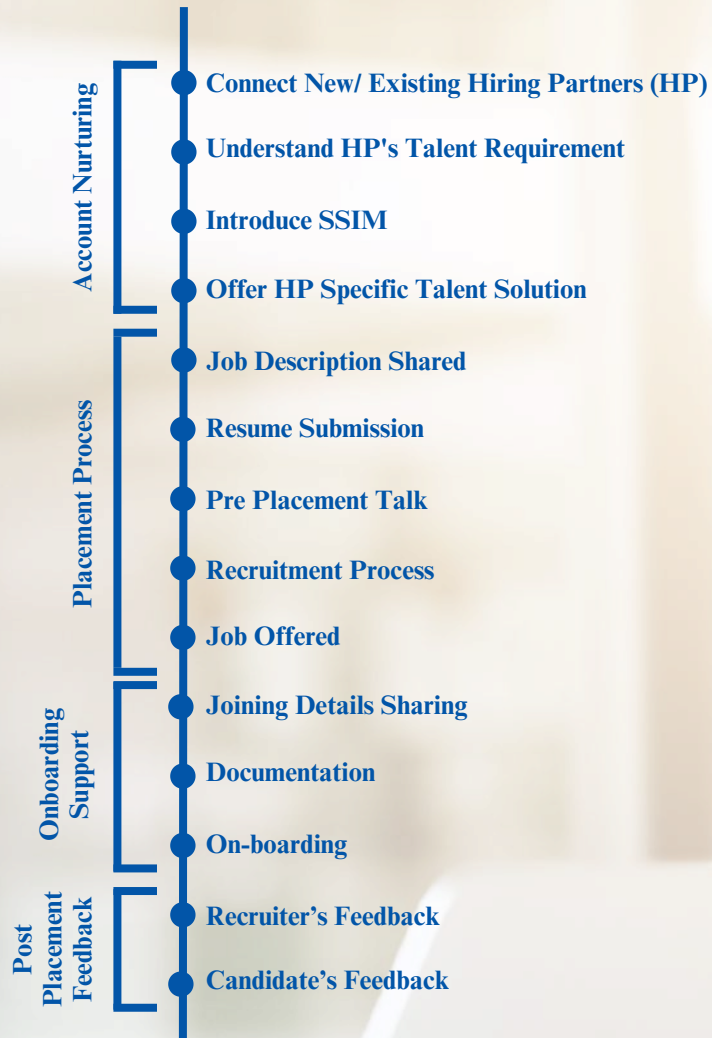 Account Nurturing
Connect New/ Existing Hiring Partners (HP)
Understand HP's Talent Requirement
Introduce SSIM
Offer HP Specific Talent Solution
Placement Process
Job Description Shared
Resume Submission
Pre Placement Talk
Recruitment Process
Job Offered
Onboarding
Support
Joining Details Sharing
Documentation
On-boarding
Post
Placement
Feedback
Recruiter’s Feedback
Candidate’s Feedback